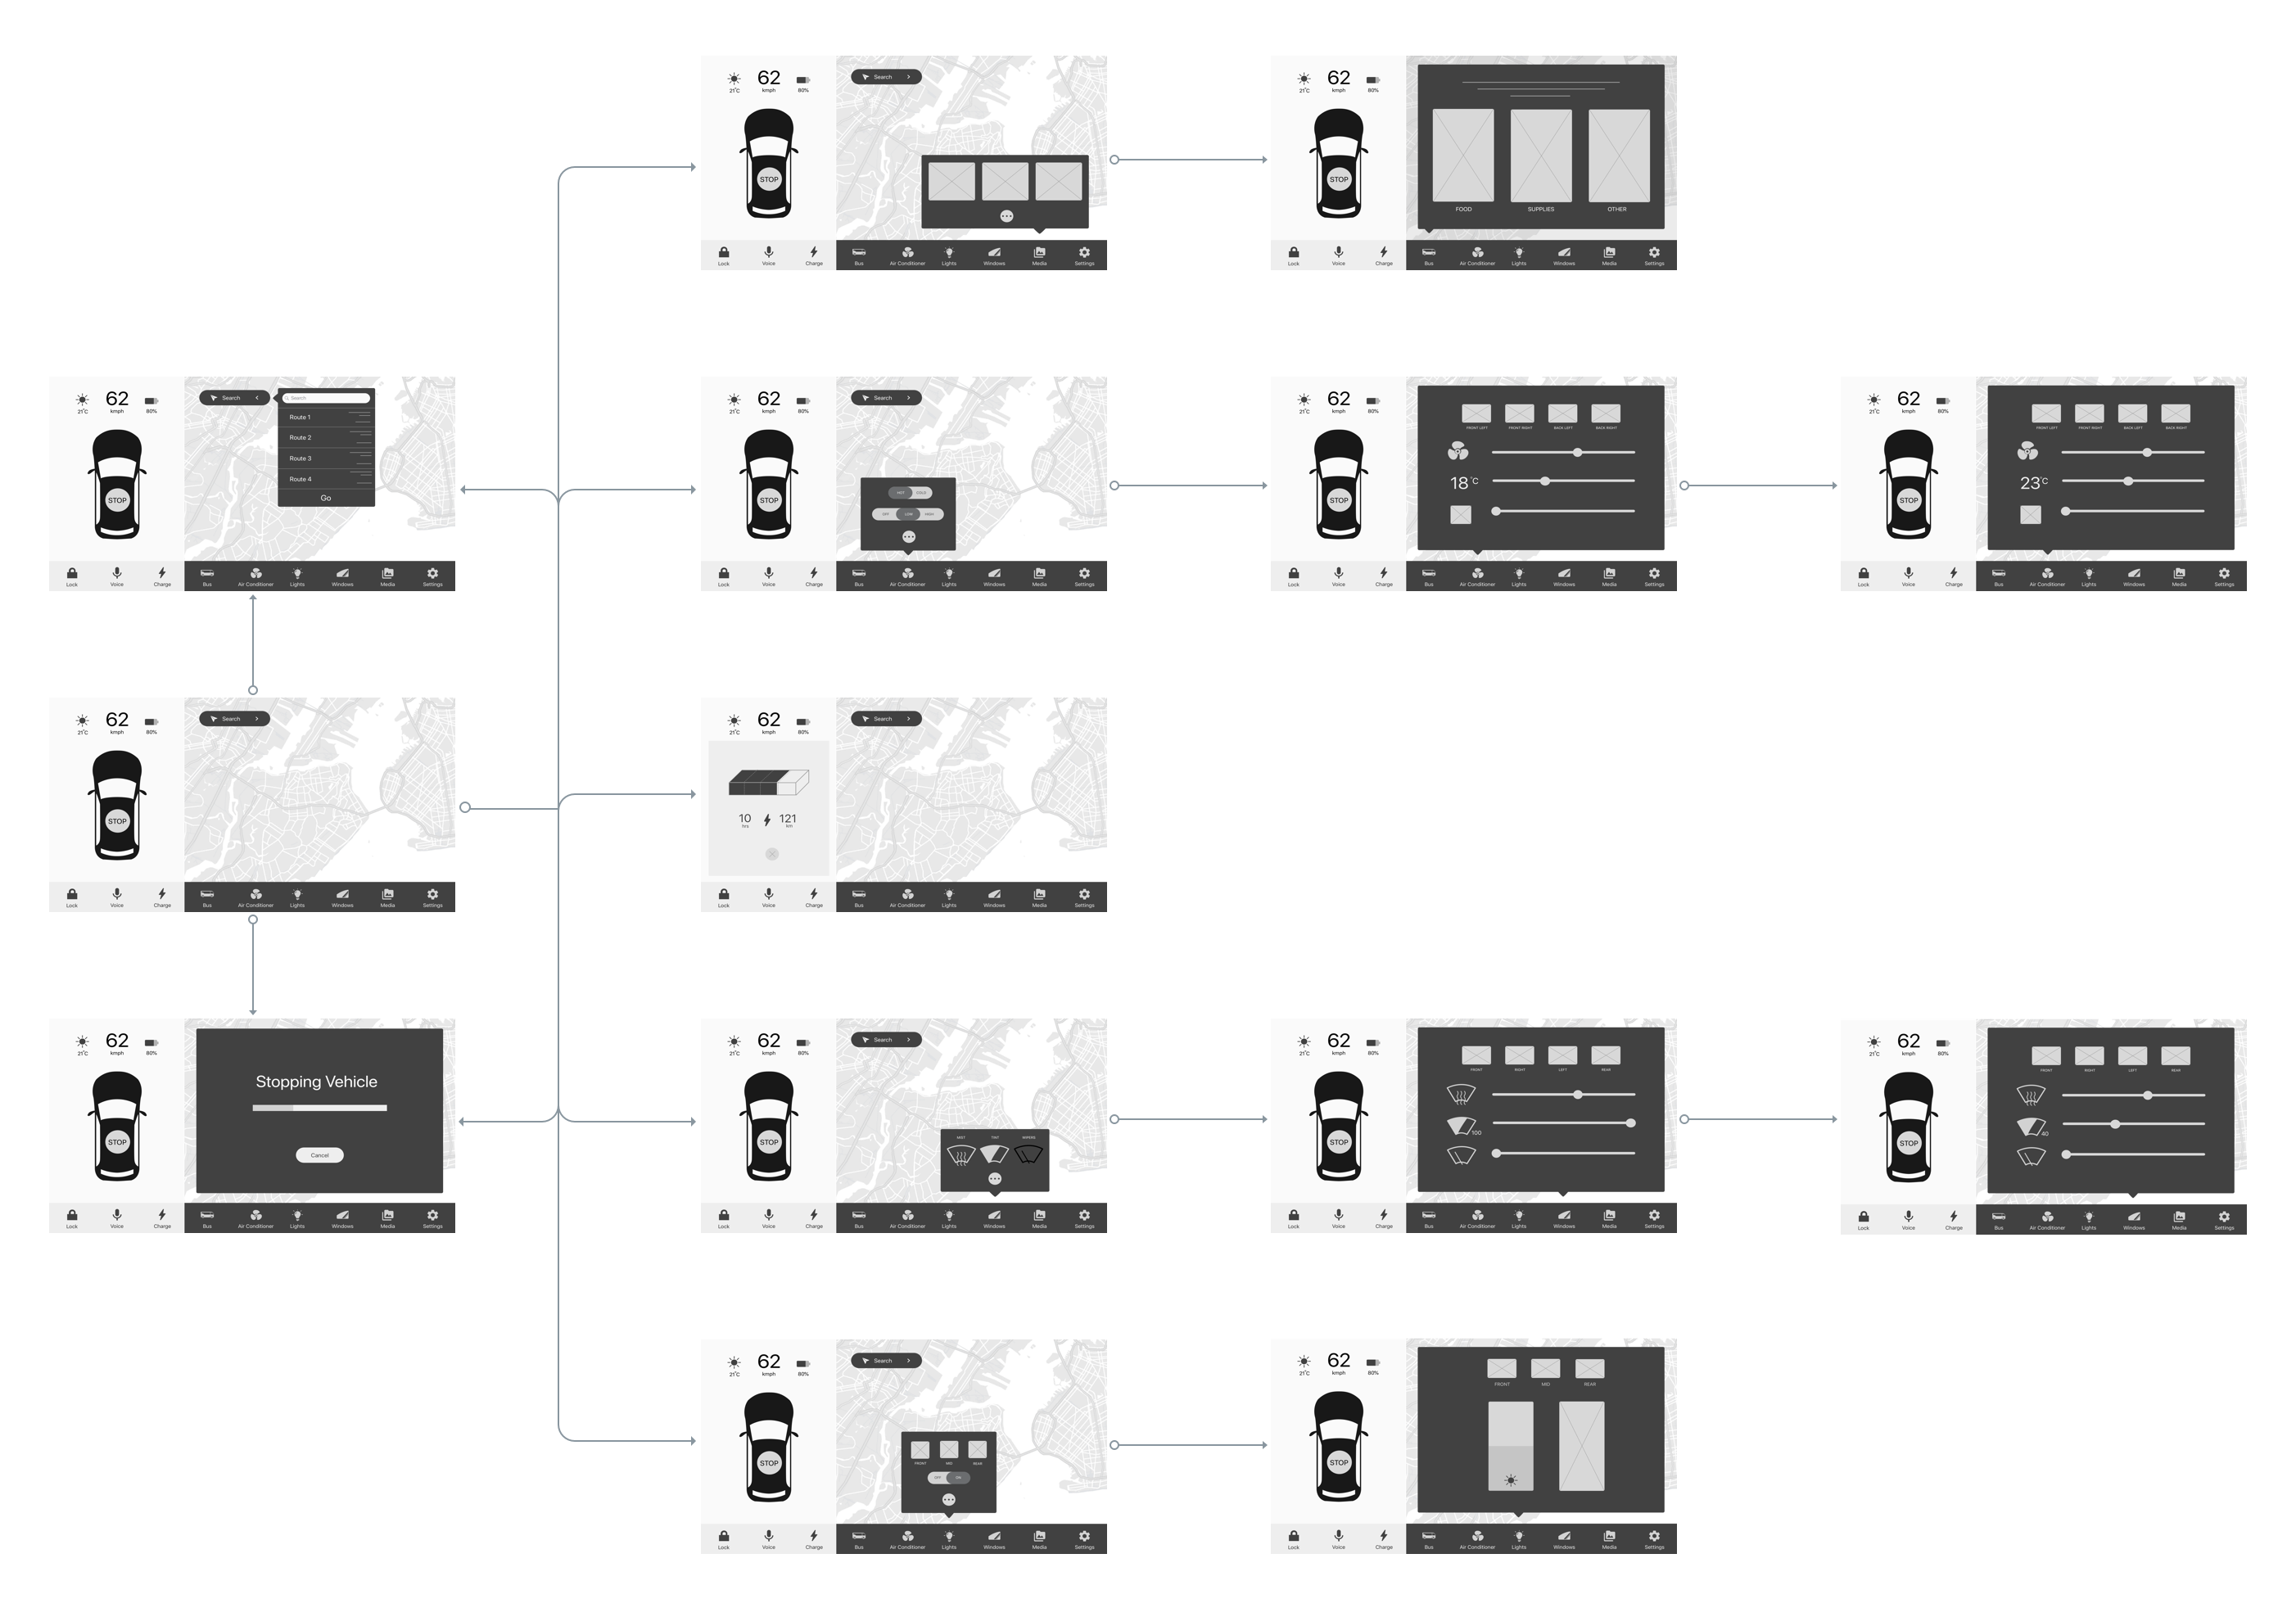 62
21°C
kmph
80%
Search
STOP
Lock
Voice
Charge
Bus
Air Conditioner
Lights
Windows
Media
Settings
62
21°C
kmph
80%
STOP
FOOD
SUPPLIES
OTHER
Lock
Voice
Charge
Bus
Air Conditioner
Lights
Windows
Media
Settings
62
21°C
kmph
80%
Search
Search
Route 1
Route 2
Route 3
Route 4
Go
STOP
Lock
Voice
Charge
Bus
Air Conditioner
Lights
Windows
Media
Settings
62
21°C
kmph
80%
Search
STOP
HOT
COLD
OFF
LOW
HIGH
Lock
Voice
Charge
Bus
Air Conditioner
Lights
Windows
Media
Settings
62
21°C
kmph
80%
STOP
FRONT LEFT
FRONT RIGHT
BACK LEFT
BACK RIGHT
18°C
Lock
Voice
Charge
Bus
Air Conditioner
Lights
Windows
Media
Settings
62
21°C
kmph
80%
STOP
FRONT LEFT
FRONT RIGHT
BACK LEFT
BACK RIGHT
23°C
Lock
Voice
Charge
Bus
Air Conditioner
Lights
Windows
Media
Settings
62
21°C
kmph
80%
Search
STOP
Lock
Voice
Charge
Bus
Air Conditioner
Lights
Windows
Media
Settings
62
21°C
kmph
80%
Search
10
hrs
121
km
Lock
Voice
Charge
Bus
Air Conditioner
Lights
Windows
Media
Settings
62
21°C
kmph
80%
STOP
Stopping Vehicle
Cancel
Lock
Voice
Charge
Bus
Air Conditioner
Lights
Windows
Media
Settings
62
21°C
kmph
80%
Search
STOP
MIST
TINT
WIPERS
Lock
Voice
Charge
Bus
Air Conditioner
Lights
Windows
Media
Settings
62
21°C
kmph
80%
STOP
FRONT
RIGHT
LEFT
REAR
100
Lock
Voice
Charge
Bus
Air Conditioner
Lights
Windows
Media
Settings
62
21°C
kmph
80%
STOP
FRONT
RIGHT
LEFT
REAR
40
Lock
Voice
Charge
Bus
Air Conditioner
Lights
Windows
Media
Settings
62
21°C
kmph
80%
Search
STOP
FRONT
MID
REAR
OFF
ON
Lock
Voice
Charge
Bus
Air Conditioner
Lights
Windows
Media
Settings
62
21°C
kmph
80%
STOP
FRONT
MID
REAR
Lock
Voice
Charge
Bus
Air Conditioner
Lights
Windows
Media
Settings